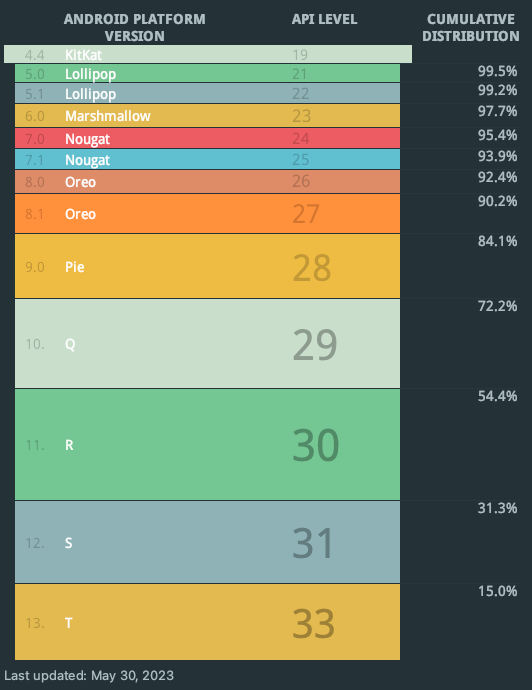 ANDROID PLATFORM VERSION API LEVEL CUMULATIVE DISTRIBUTION
4.4 KitKat 19
5.0 Lollipop 21 99.5%
5.1 Lollipop 22 99.2%
6.0 Marshmallow 23 97.7%
7.0 Nougat 24 95.4%
7.1 Nougat 25 93.9%
8.0 Oreo 26 92.4%
8.1 Oreo 27 90.2%
9.0 Pie 28 84.1%
10. Q 29 72.2%
11. R 30 54.4%
12. S 31 31.3%
13. T 33 15.0%
Last updated: May 30, 2023